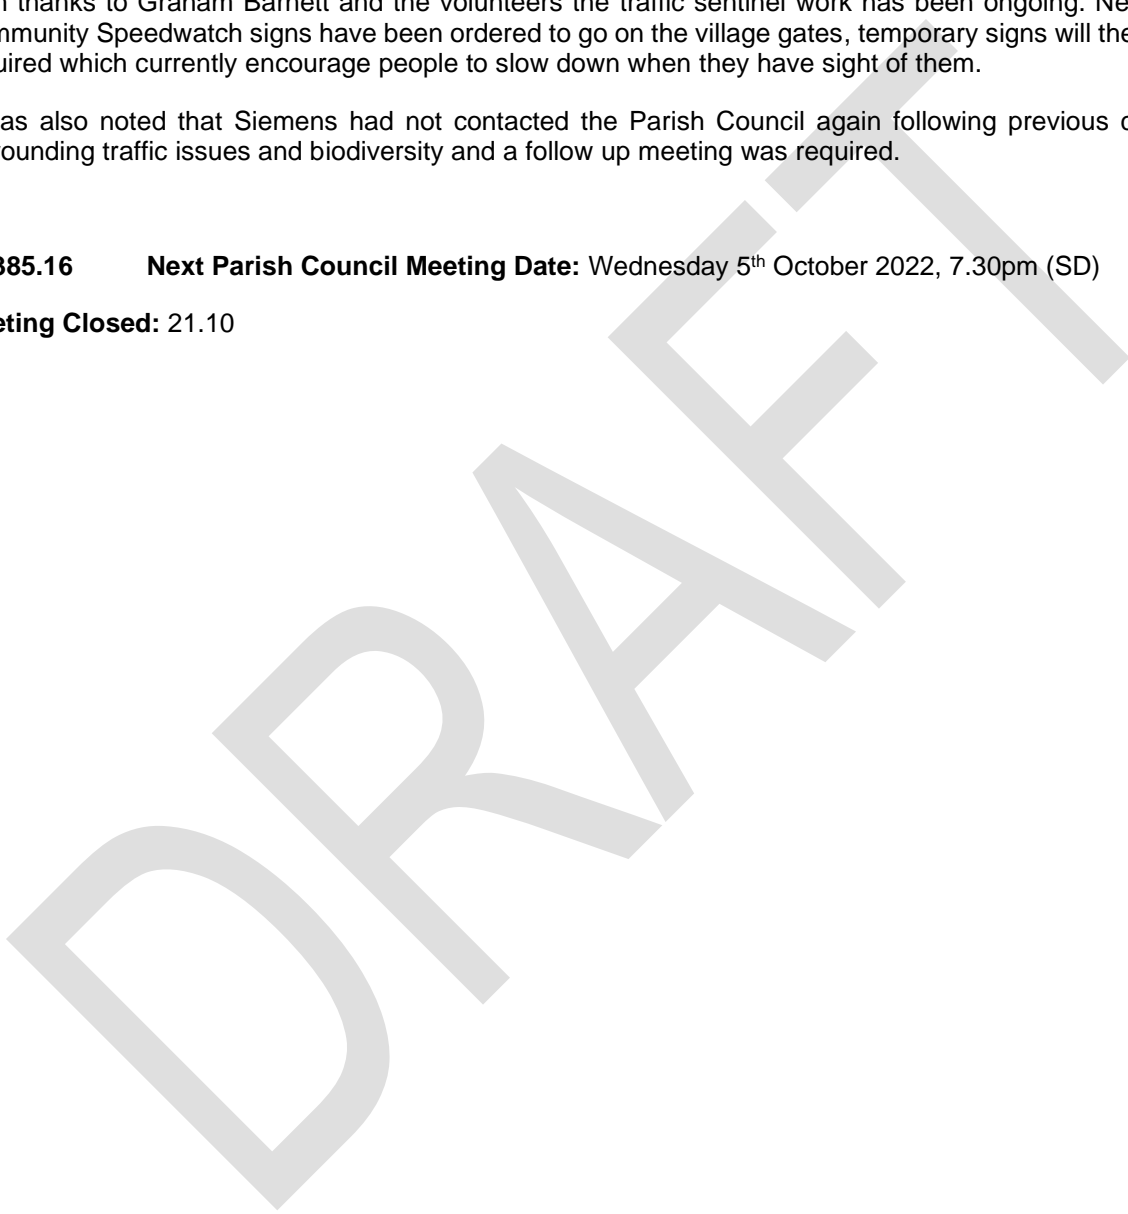 thanks to Graham Barnett and the volunteers the traffic sentinel work has been ongoing. Ne
mmunity Speedwatch signs have been ordered to go on the village gates, temporary signs will the
uired which currently encourage people to slow down when they have sight of them.
as also noted that Siemens had not contacted the Parish Council again following previous
ounding traffic issues and biodiversity and a follow up meeting was required.
385.16 Next Parish Council Meeting Date: Wednesday 5th October 2022, 7.30pm (SD)
eting Closed: 21.10
DRAFT